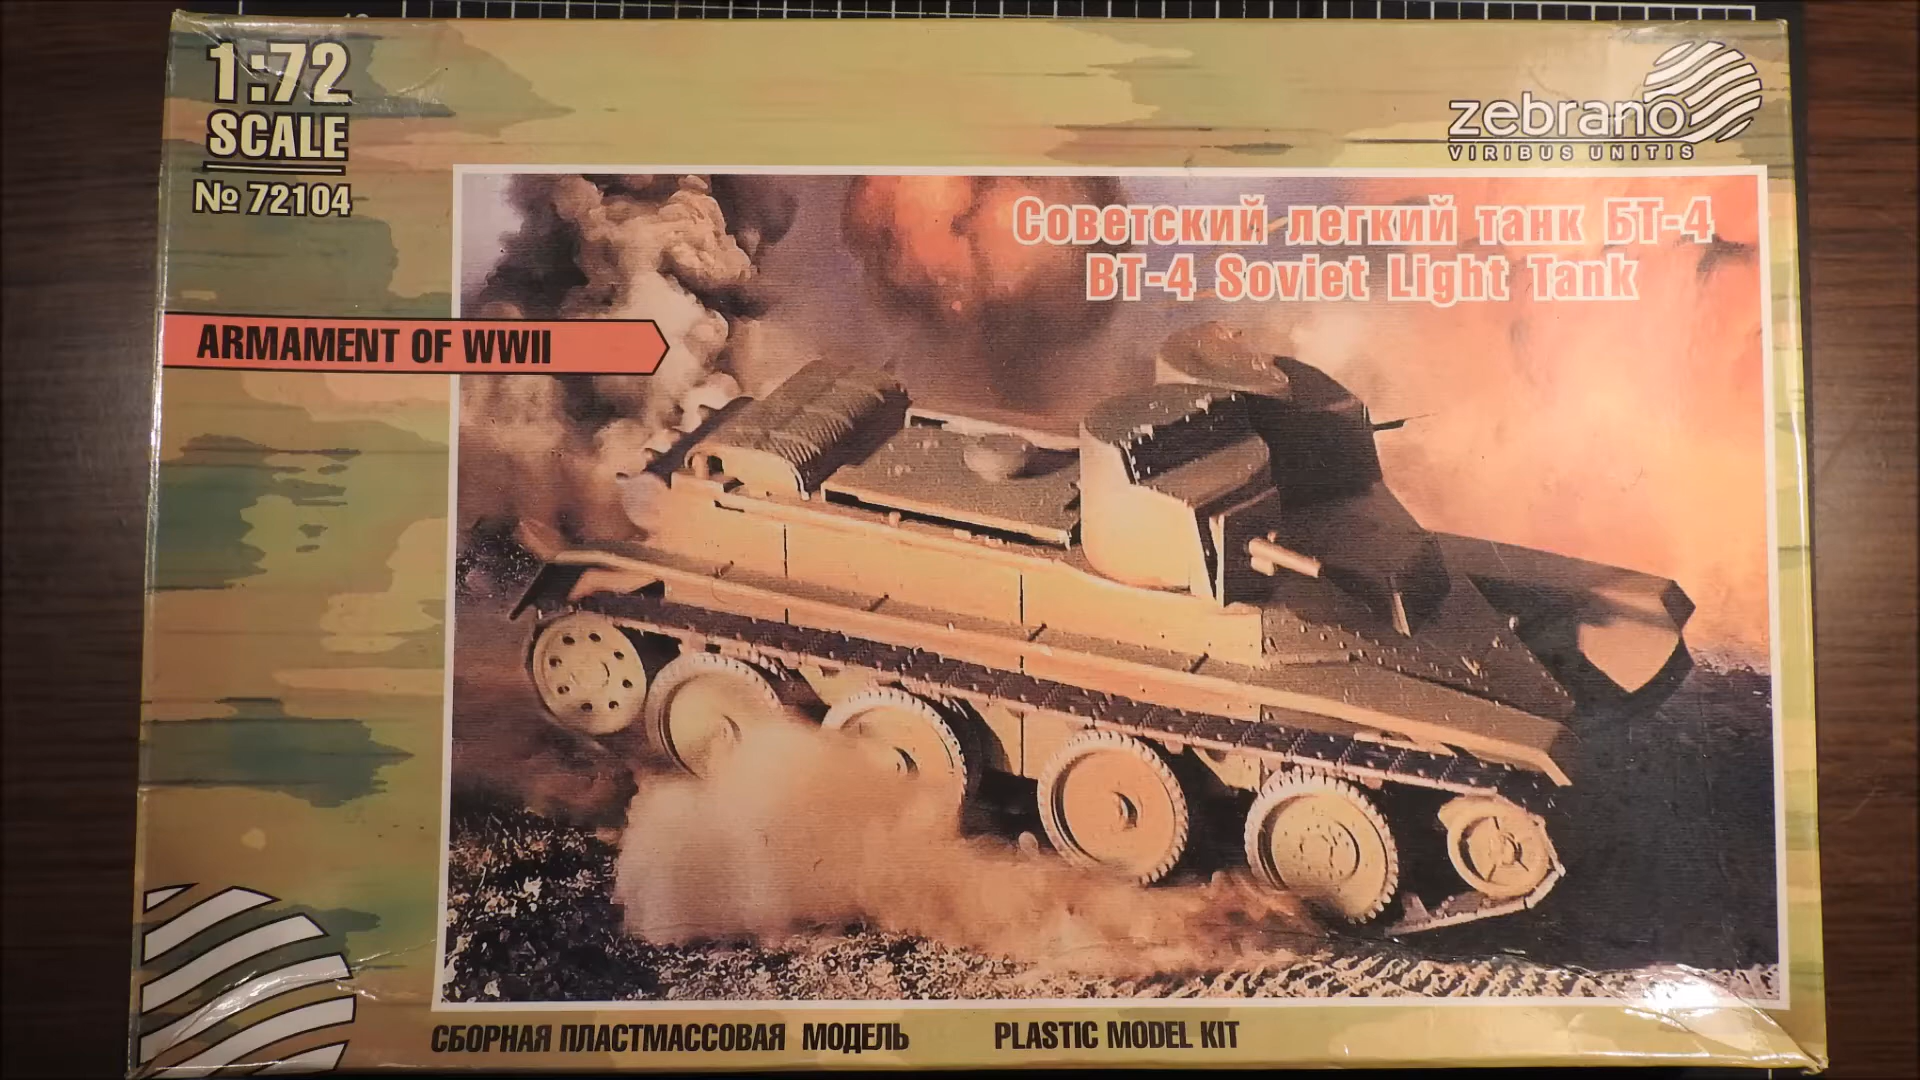 1:72
SCALE
№ 72104
zebrano
VIRIBUS UNITIS
Советский легкий танк БТ-4
BT-4 Soviet Light Tank
ARMAMENT OF WWII
СБОРНАЯ ПЛАСТМАССОВАЯ МОДЕЛЬ
PLASTIC MODEL KIT